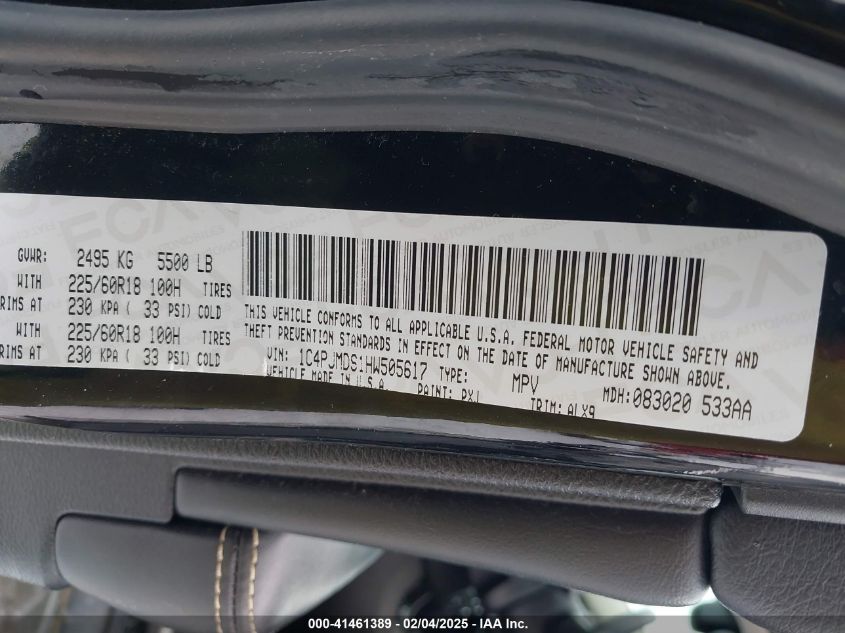 GVWR: 2495 KG 5500 LB
WITH 225/60R18 100H TIRES
RIMS AT 230 KPA ( 33 PSI) COLD
WITH 225/60R18 100H TIRES
RIMS AT 230 KPA ( 33 PSI) COLD
THIS VEHICLE CONFORMS TO ALL APPLICABLE U.S.A. FEDERAL MOTOR VEHICLE SAFETY AND
THEFT PREVENTION STANDARDS IN EFFECT ON THE DATE OF MANUFACTURE SHOWN ABOVE.
VIN: 1C4PJMDS1HW505617 TYPE: MPV MDH:083020 533AA
VEHICLE MADE IN U.S.A PAINT: PXJ TRIM:ALX9
000-41461389 - 02/04/2025 - IAA Inc.